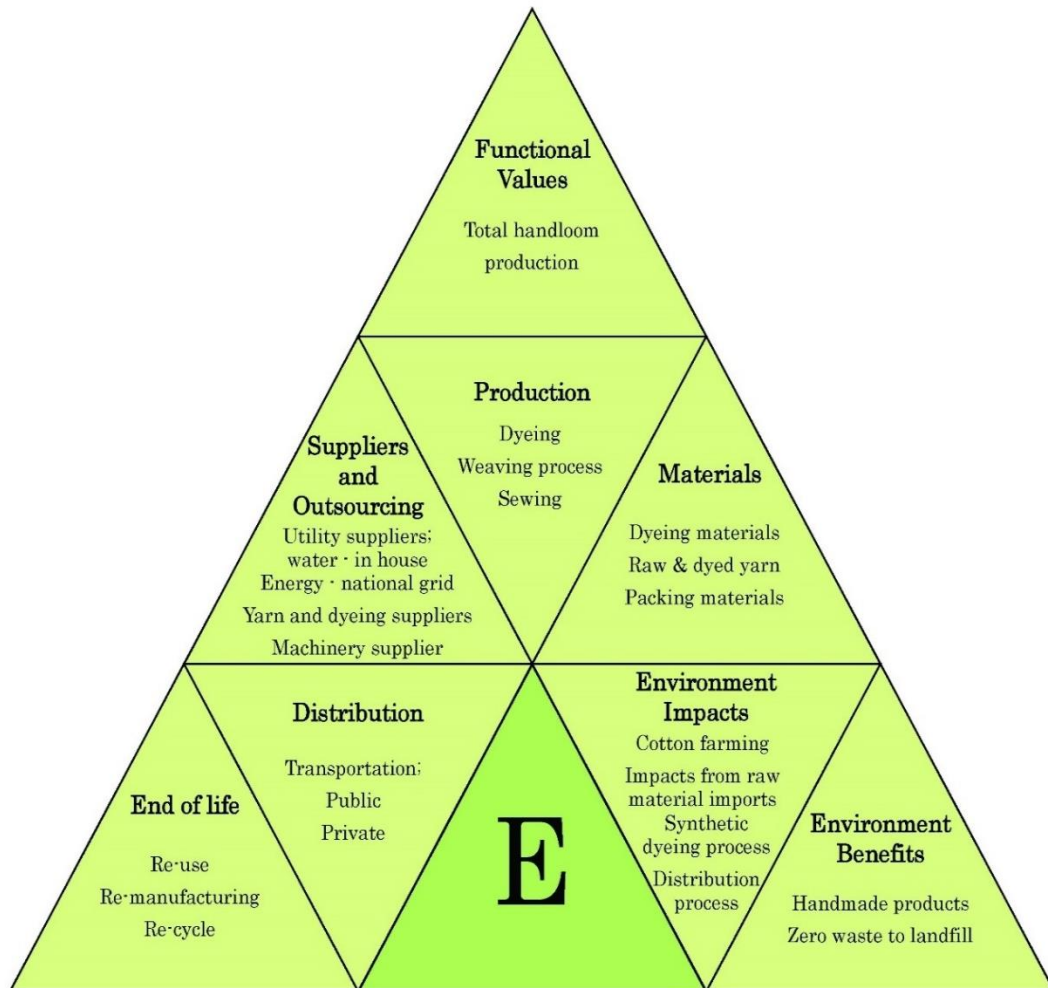 Functional
Values
Total handloom
production
Production
Dyeing
Weaving process
Sewing
Suppliers
and
Outsourcing
Utility suppliers;
water - in house
Energy - national grid
Yarn and dyeing suppliers
Machinery supplier
Materials
Dyeing materials
Raw & dyed yarn
Packing materials
End of life
Re-use
Re-manufacturing
Re-cycle
Distribution
Transportation;
Public
Private
E
Environment
Impacts
Cotton farming
Impacts from raw
material imports
Synthetic
dyeing process
Distribution
process
Environment
Benefits
Handmade products
Zero waste to landfill